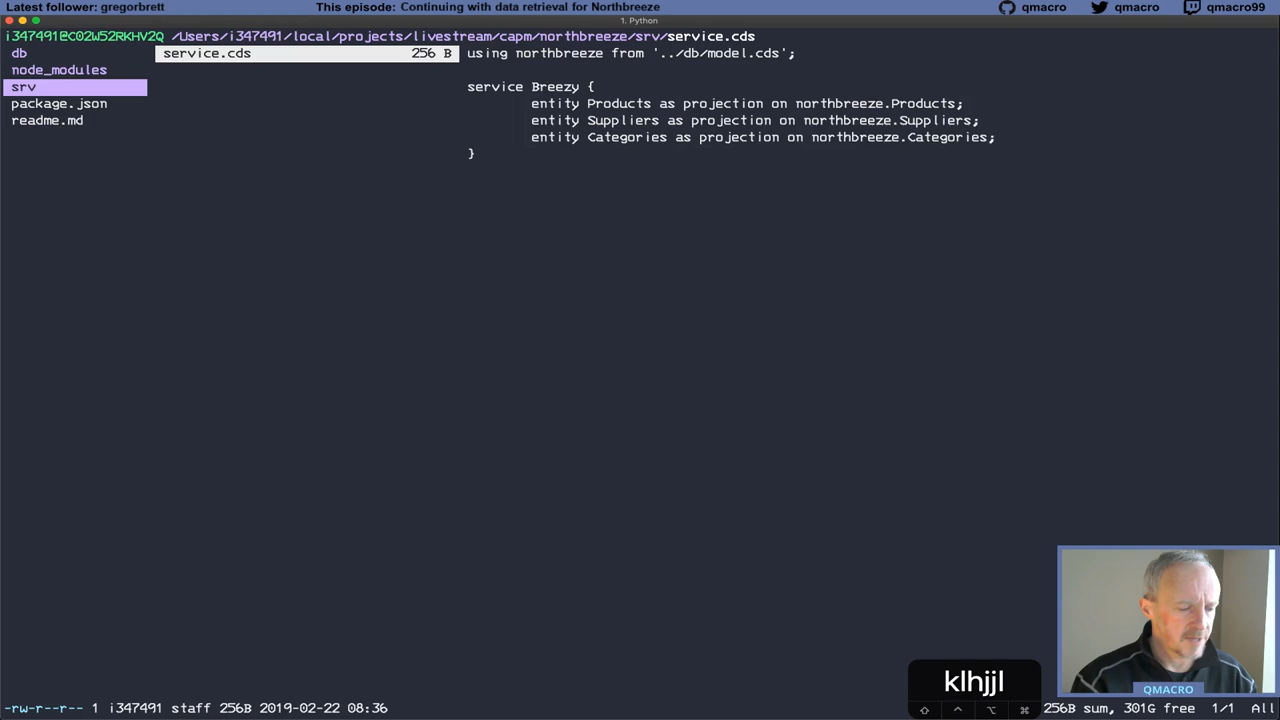 Latest follower: gregorbrett This episode: Continuing with data retrieval for Northbreeze qmacro qmacro qmacro99
1. Python
i347491@C02W52RKHV2Q /Users/i347491/local/projects/livestream/capm/northbreeze/srv/service.cds
db service.cds 256 B using northbreeze from '../db/model.cds';
node_modules
srv service Breezy {
package.json entity Products as projection on northbreeze.Products;
readme.md entity Suppliers as projection on northbreeze.Suppliers;
entity Categories as projection on northbreeze.Categories;
}
klhjjl
QMACRO
-rw-r--r-- 1 i347491 staff 256B 2019-02-22 08:36 256B sum, 301G free 1/1 All